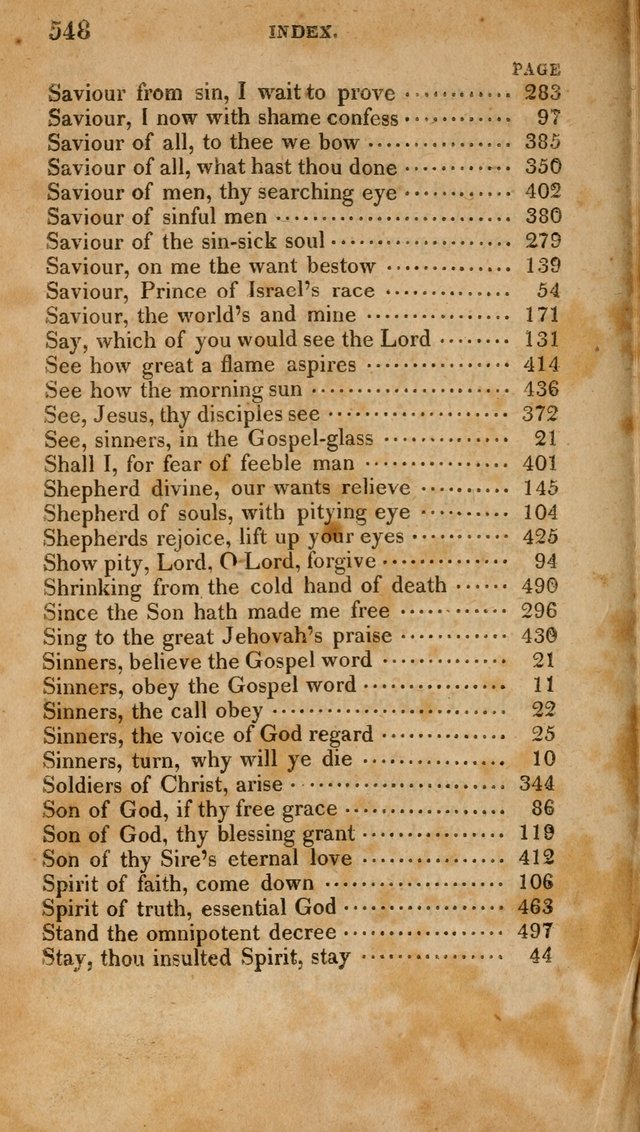 548 INDEX.
PAGE
Saviour from sin, I wait to prove ············ 283
Saviour, I now with shame confess ············ 97
Saviour of all, to thee we bow ················ 385
Saviour of all, what hast thou done ············ 350
Saviour of men, thy searching eye ············ 402
Saviour of sinful men ························ 380
Saviour of the sin-sick soul ·················· 279
Saviour, on me the want bestow ·············· 139
Saviour, Prince of Israel's race ·············· 54
Saviour, the world's and mine ················ 171
Say, which of you would see the Lord ········ 131
See how great a flame aspires ················ 414
See how the morning sun ···················· 436
See, Jesus, thy disciples see ·················· 372
See, sinners, in the Gospel-glass ·············· 21
Shall I, for fear of feeble man ················ 401
Shepherd divine, our wants relieve ·········· 145
Shepherd of souls, with pitying eye ·········· 104
Shepherds rejoice, lift up your eyes ·········· 425
Show pity, Lord, O Lord, forgive ············ 94
Shrinking from the cold hand of death ······ 490
Since the Son hath made me free ············ 296
Sing to the great Jehovah's praise ············ 430
Sinners, believe the Gospel word ············ 21
Sinners, obey the Gospel word ················ 11
Sinners, the call obey ························ 22
Sinners, the voice of God regard ·············· 25
Sinners, turn, why will ye die ················ 10
Soldiers of Christ, arise ······················ 344
Son of God, if thy free grace ·················· 86
Son of God, thy blessing grant ················ 119
Son of thy Sire's eternal love ················ 412
Spirit of faith, come down ···················· 106
Spirit of truth, essential God ·················· 463
Stand the omnipotent decree ·················· 497
Stay, thou insulted Spirit, stay ················ 44